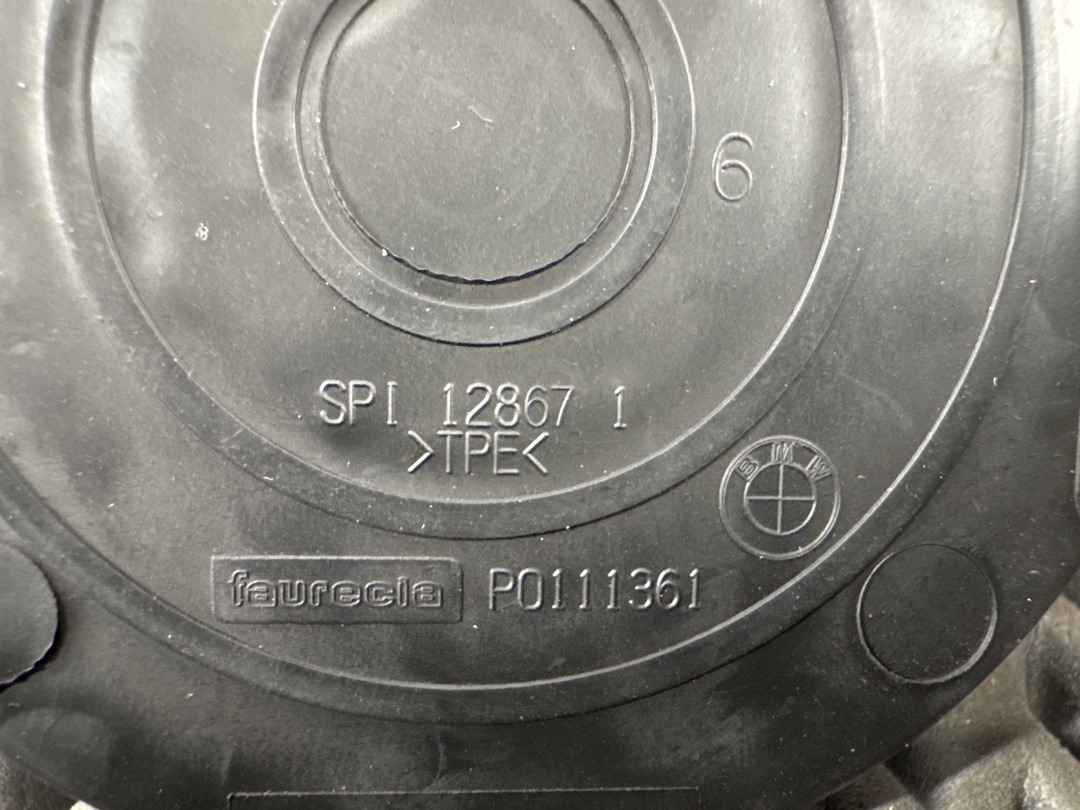 6
SPI 12867 1
>TPE<
BMW
faurecia P0111361